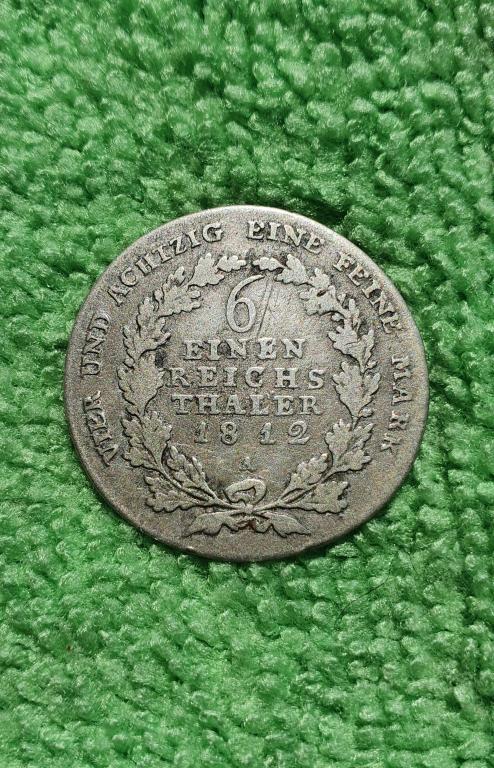 VIER UND ACHTZIG EINE FEINE MARK
6
EINEN
REICHS
THALER
1812
A